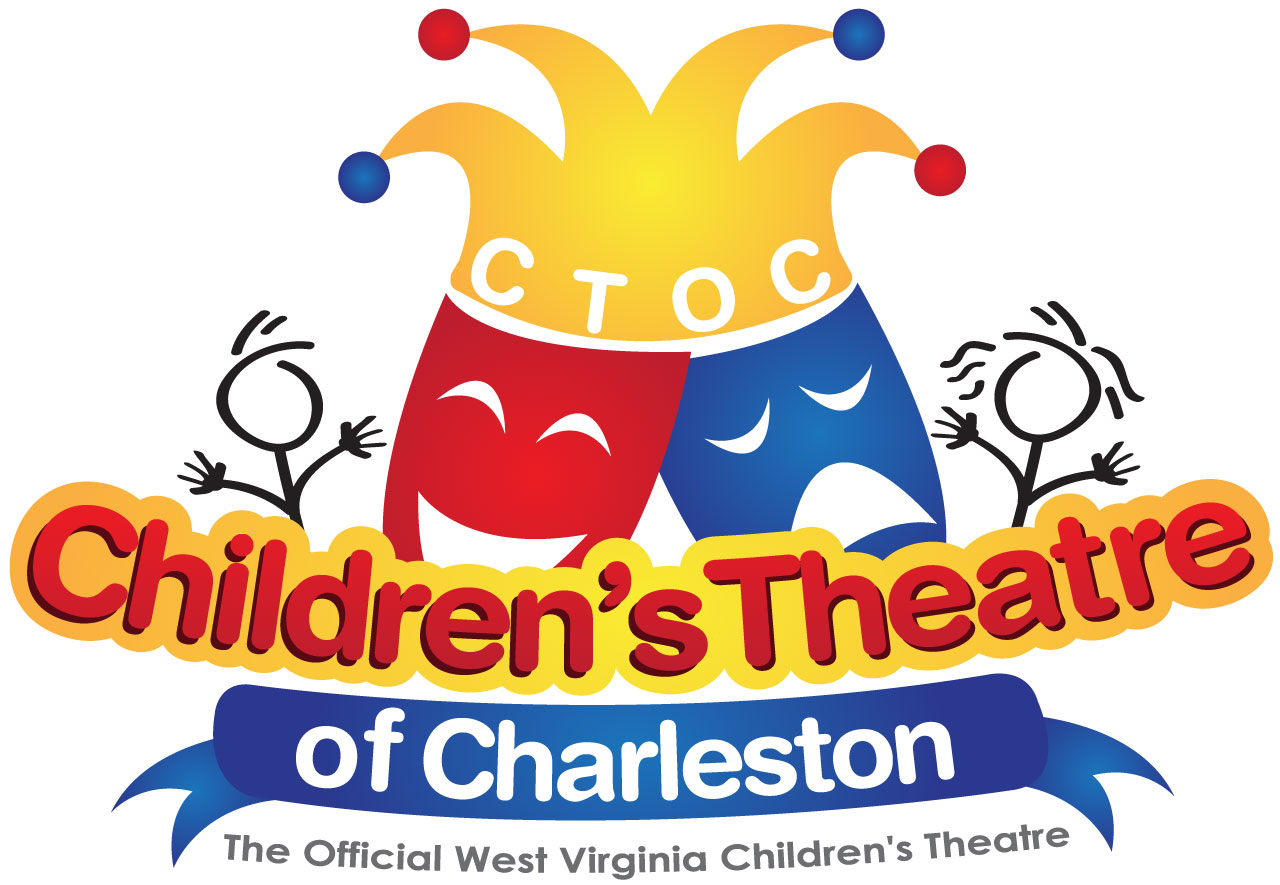 CTOC
Children's Theatre
of Charleston
The Official West Virginia Children's Theatre